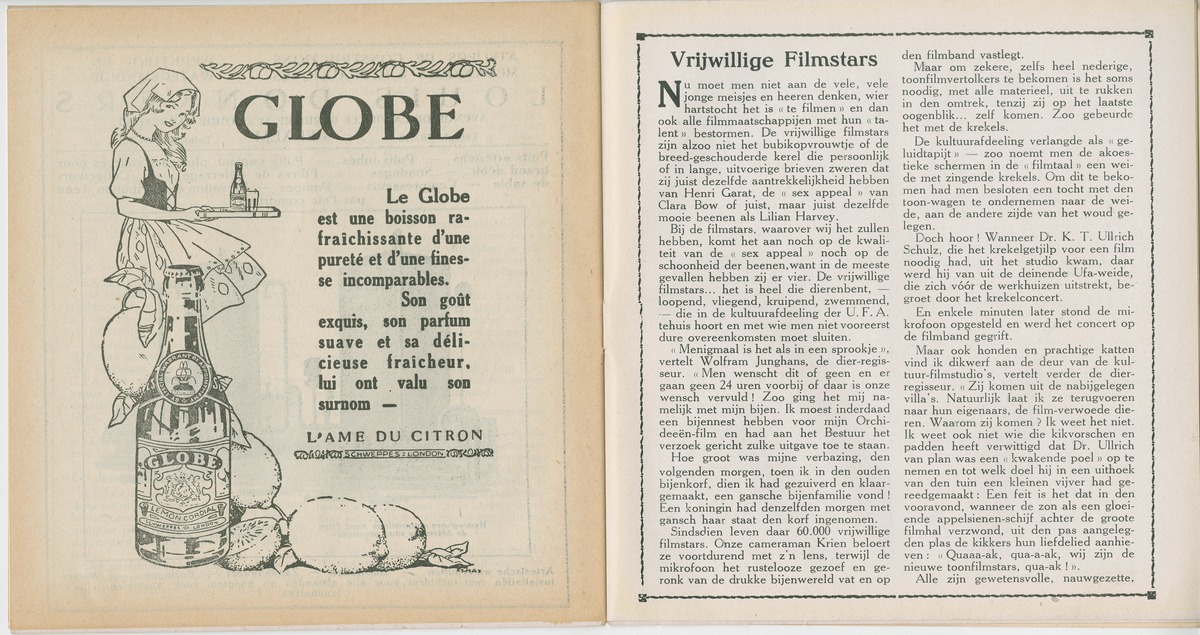 GLOBE
Le Globe
est une boisson ra-
fraîchissante d'une
pureté et d'une fines-
se incomparables.
Son goût
exquis, son parfum
suave et sa déli-
cieuse fraîcheur,
lui ont valu son
surnom —
L'AME DU CITRON
SCHWEPPES : LONDON
GLOBE
LEMON CORDIAL
SCHWEPPES LD LONDON
Vrijwillige Filmstars
Nu moet men niet aan de vele, vele
jonge meisjes en heeren denken, wier
hartstocht het is « te filmen » en dan
ook alle filmmaatschappijen met hun « ta-
lent » bestormen. De vrijwillige filmstars
zijn alzoo niet het bubikopvrouwtje of de
breed-geschouderde kerel die persoonlijk
of in lange, uitvoerige brieven zweren dat
zij juist dezelfde aantrekkelijkheid hebben
van Henri Garat, de « sex appeal » van
Clara Bow of juist, maar juist dezelfde
mooie beenen als Lilian Harvey.
Bij de filmstars, waarover wij het zullen
hebben, komt het aan noch op de kwali-
teit van de « sex appeal » noch op de
schoonheid der beenen,want in de meeste
gevallen hebben zij er vier. De vrijwillige
filmstars... het is heel die dierenbent, —
loopend, vliegend, kruipend, zwemmend,
— die in de kultuurafdeeling der U. F. A.
tehuis hoort en met wie men niet vooreerst
dure overeenkomsten moet sluiten.
« Menigmaal is het als in een sprookje »,
vertelt Wolfram Junghans, de dier-regis-
seur. « Men wenscht dit of geen en er
gaan geen 24 uren voorbij of daar is onze
wensch vervuld ! Zoo ging het mij na-
melijk met mijn bijen. Ik moest inderdaad
een bijennest hebben voor mijn Orchi-
deeën-film en had aan het Bestuur het
verzoek gericht zulke uitgave toe te staan.
Hoe groot was mijne verbazing, den
volgenden morgen, toen ik in den ouden
bijenkorf, dien ik had gezuiverd en klaar-
gemaakt, een gansche bijenfamilie vond !
Een koningin had denzelfden morgen met
gansch haar staat den korf ingenomen.
Sindsdien leven daar 60.000 vrijwillige
filmstars. Onze cameraman Krien beloert
ze voortdurend met z'n lens, terwijl de
mikrofoon het rustelooze gezoef en ge-
ronk van de drukke bijenwereld vat en op
den filmband vastlegt.
Maar om zekere, zelfs heel nederige,
toonfilmvertolkers te bekomen is het soms
noodig, met alle materieel, uit te rukken
in den omtrek, tenzij zij op het laatste
oogenblik... zelf komen. Zoo gebeurde
het met de krekels.
De kultuurafdeeling verlangde als « ge-
luidtapijt » — zoo noemt men de akoes-
tieke schermen in de « filmtaal » een wei-
de met zingende krekels. Om dit te beko-
men had men besloten een tocht met den
toon-wagen te ondernemen naar de wei-
de, aan de andere zijde van het woud ge-
legen.
Doch hoor ! Wanneer Dr. K. T. Ullrich
Schulz, die het krekelgetjilp voor een film
noodig had, uit het studio kwam, daar
werd hij van uit de deinende Ufa-weide,
die zich vóór de werkhuizen uitstrekt, be-
groet door het krekelconcert.
En enkele minuten later stond de mi-
krofoon opgesteld en werd het concert op
de filmband gegrift.
Maar ook honden en prachtige katten
vind ik dikwerf aan de deur van de kul-
tuur-filmstudio's, vertelt verder de dier-
regisseur. « Zij komen uit de nabijgelegen
villa's. Natuurlijk laat ik ze terugvoeren
naar hun eigenaars, de film-verwoede die-
ren. Waarom zij komen ? Ik weet het niet.
Ik weet ook niet wie de kikvorschen en
padden heeft verwittigd dat Dr. Ullrich
van plan was een « kwakende poel » op te
nemen en tot welk doel hij in een uithoek
van den tuin een kleinen vijver had ge-
reedgemaakt : Een feit is het dat in den
vooravond, wanneer de zon als een gloei-
ende appelsienen-schijf achter de groote
filmhal verzwond, uit den pas aangeleg-
den plas de kikkers hun liefdelied aanhie-
ven : « Quaaa-ak, qua-a-ak, wij zijn de
nieuwe toonfilmstars, qua-ak ! ».
Alle zijn gewetensvolle, nauwgezette,